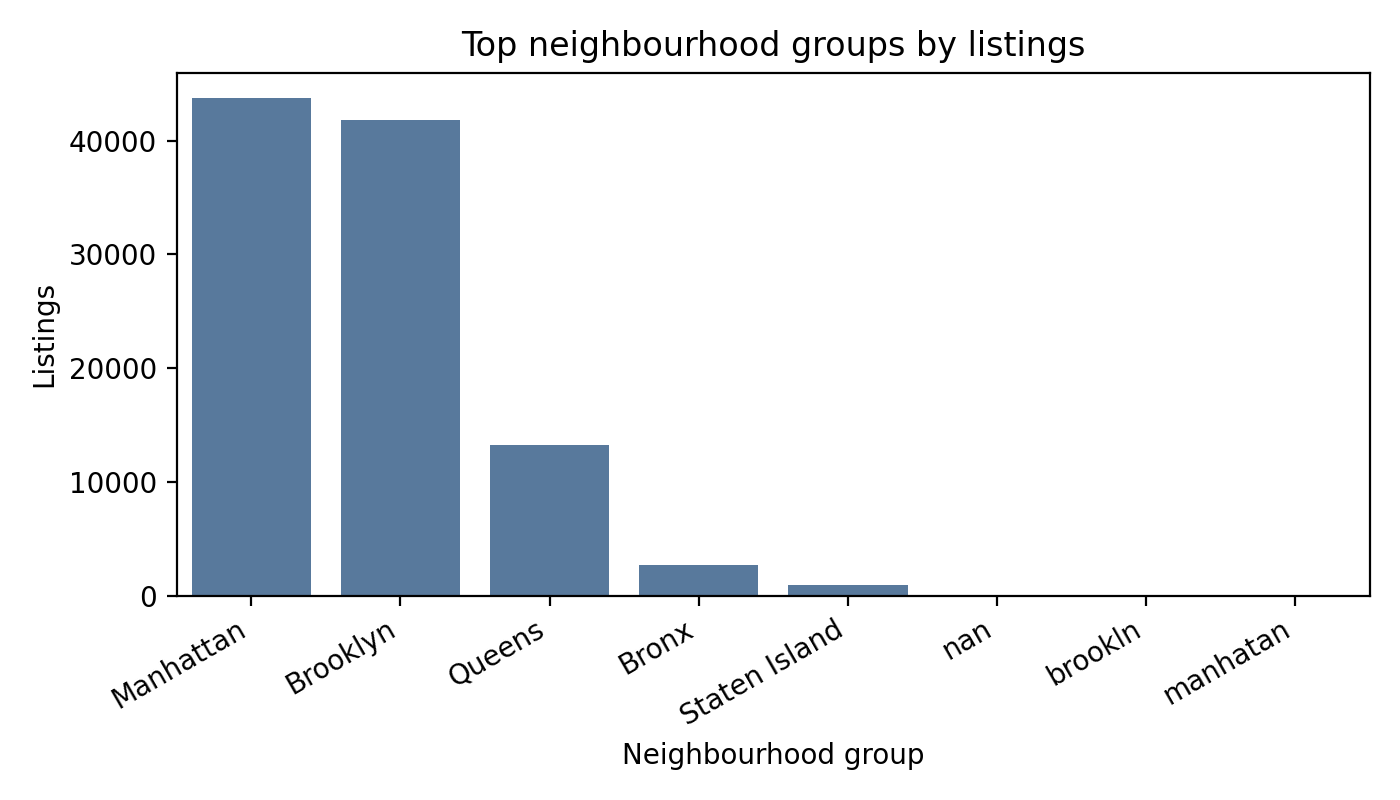 Top neighbourhood groups by listings
40000
30000
20000
10000
0
Listings
Manhattan
Brooklyn
Queens
Bronx
Staten Island
nan
brookln
manhatan
Neighbourhood group